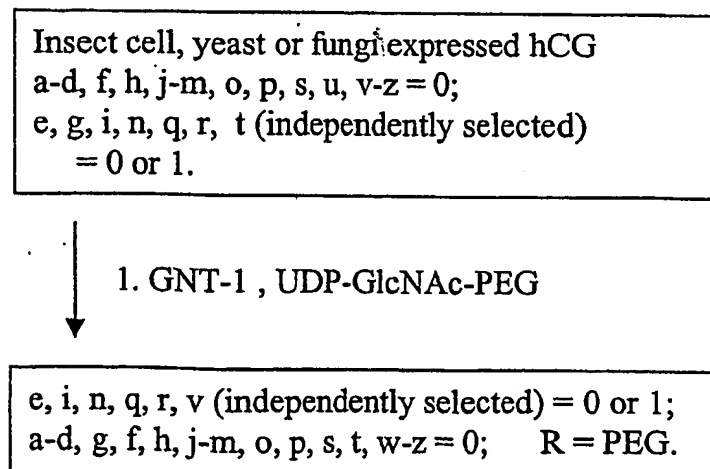 Insect cell, yeast or fungi expressed hCG
a-d, f, h, j-m, o, p, s, u, v-z = 0;
e, g, i, n, q, r, t (independently selected)
= 0 or 1.
1. GNT-1 , UDP-GlcNAc-PEG
e, i, n, q, r, v (independently selected) = 0 or 1;
a-d, g, f, h, j-m, o, p, s, t, w-z = 0; R = PEG.